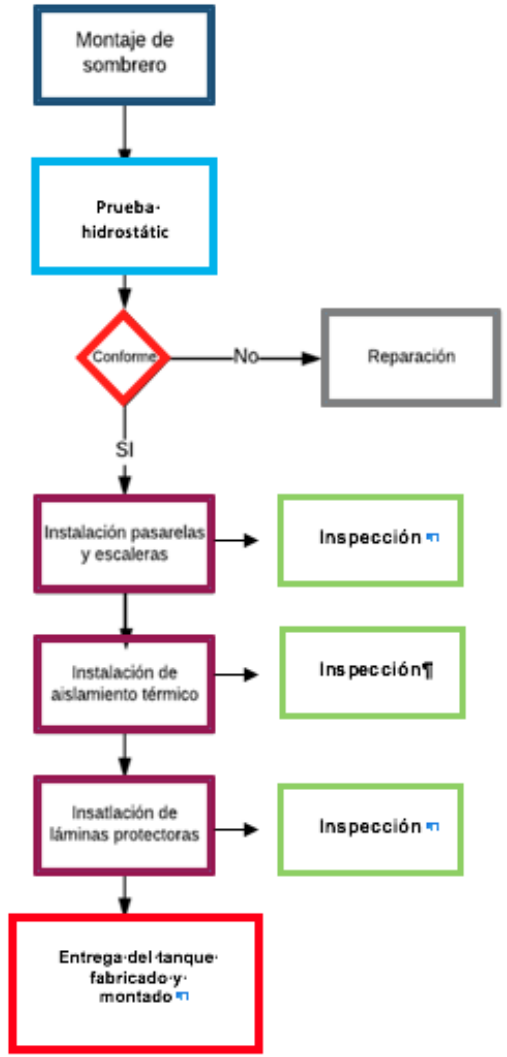 Montaje de
sombrero
Prueba·
hidrostátic
Conforme
No
Reparación
SI
Instalación pasarelas
y escaleras
Inspección
Instalación de
aislamiento térmico
Inspección¶
Insatlación de
láminas protectoras
Inspección
Entrega·del·tanque·
fabricado·y·
montado